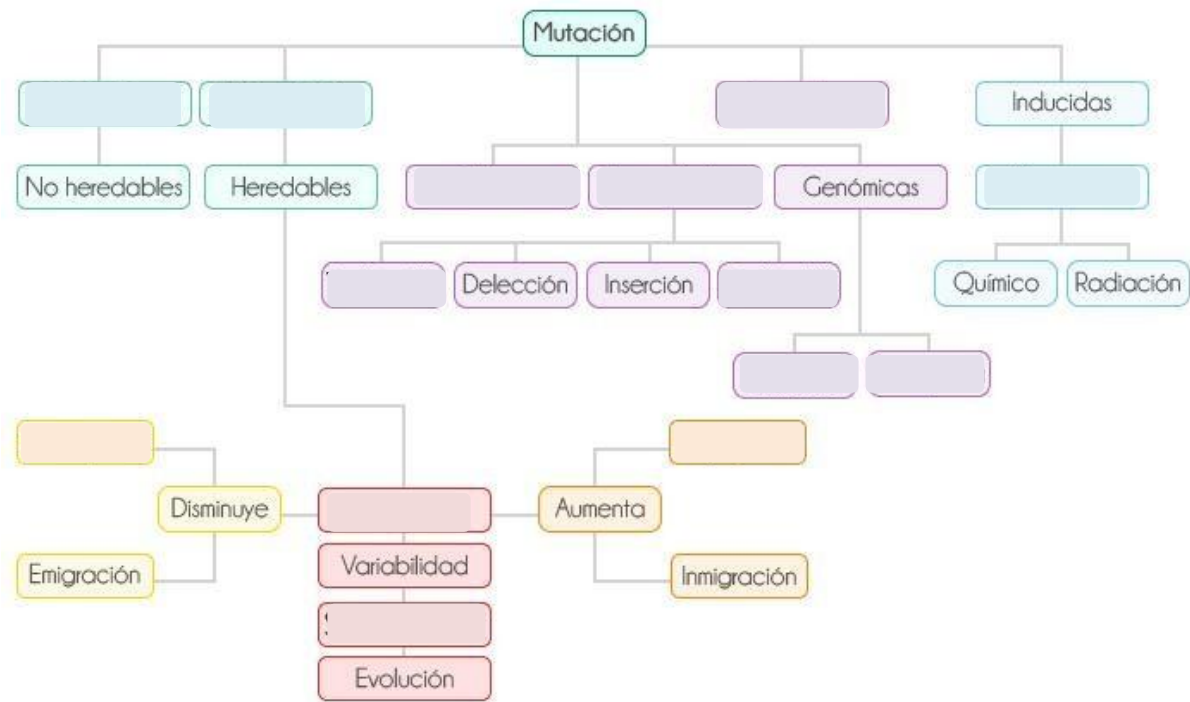 Mutación
Inducidas
No heredables
Heredables
Genómicas
Delección
Inserción
Químico
Radiación
Disminuye
Aumenta
Emigración
Variabilidad
Inmigración
Evolución